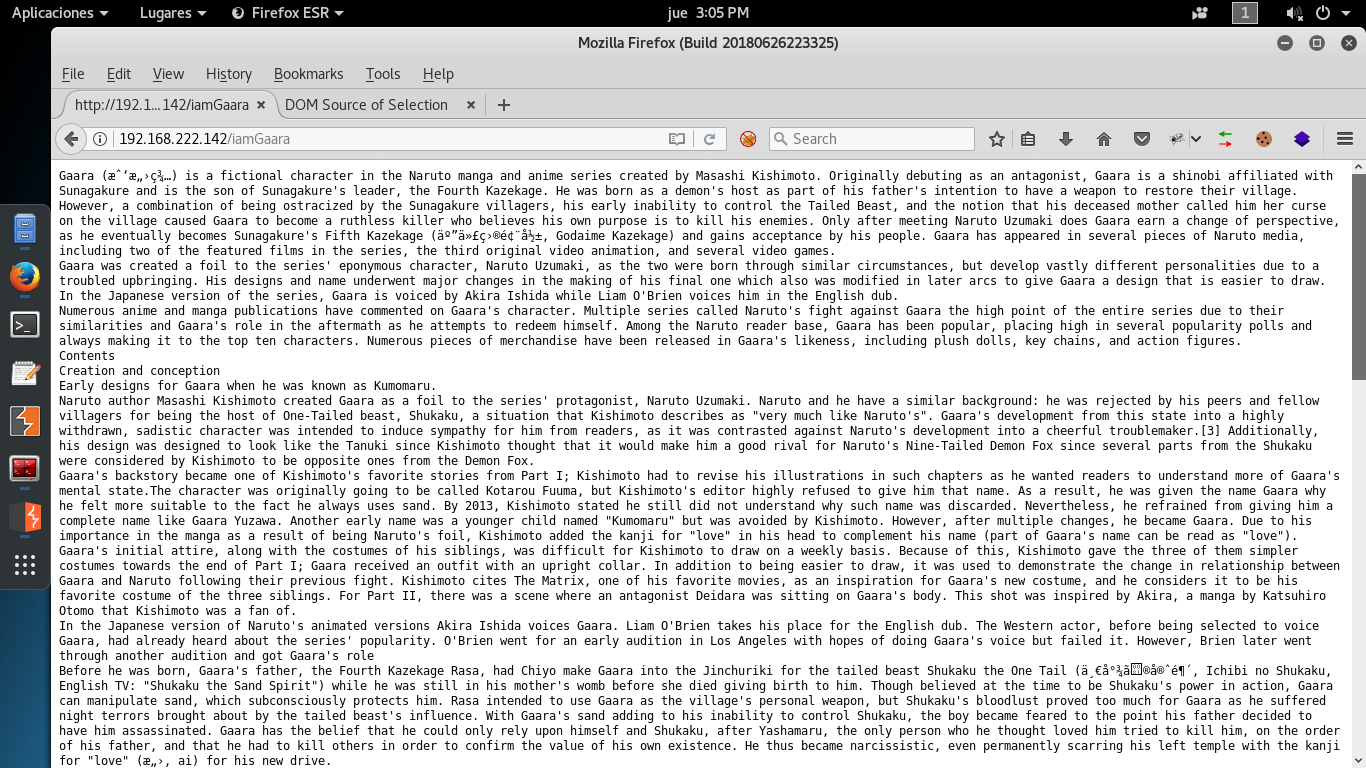 Aplicaciones
Lugares
Firefox ESR
jue 3:05 PM
1
Mozilla Firefox (Build 20180626223325)
File Edit View History Bookmarks Tools Help
http://192.1... 142/iamGaara
DOM Source of Selection
192.168.222.142/iamGaara
Search
Gaara (æˆ‘æ„›ç¾…) is a fictional character in the Naruto manga and anime series created by Masashi Kishimoto. Originally debuting as an antagonist, Gaara is a shinobi affiliated with
Sunagakure and is the son of Sunagakure's leader, the Fourth Kazekage. He was born as a demon's host as part of his father's intention to have a weapon to restore their village.
However, a combination of being ostracized by the Sunagakure villagers, his early inability to control the Tailed Beast, and the notion that his deceased mother called him her curse
on the village caused Gaara to become a ruthless killer who believes his own purpose is to kill his enemies. Only after meeting Naruto Uzumaki does Gaara earn a change of perspective,
as he eventually becomes Sunagakure's Fifth Kazekage (äº”ä»£ç›®é¢¨å½±, Godaime Kazekage) and gains acceptance by his people. Gaara has appeared in several pieces of Naruto media,
including two of the featured films in the series, the third original video animation, and several video games.
Gaara was created a foil to the series' eponymous character, Naruto Uzumaki, as the two were born through similar circumstances, but develop vastly different personalities due to a
troubled upbringing. His designs and name underwent major changes in the making of his final one which also was modified in later arcs to give Gaara a design that is easier to draw.
In the Japanese version of the series, Gaara is voiced by Akira Ishida while Liam O'Brien voices him in the English dub.
Numerous anime and manga publications have commented on Gaara's character. Multiple series called Naruto's fight against Gaara the high point of the entire series due to their
similarities and Gaara's role in the aftermath as he attempts to redeem himself. Among the Naruto reader base, Gaara has been popular, placing high in several popularity polls and
always making it to the top ten characters. Numerous pieces of merchandise have been released in Gaara's likeness, including plush dolls, key chains, and action figures.
Contents
Creation and conception
Early designs for Gaara when he was known as Kumomaru.
Naruto author Masashi Kishimoto created Gaara as a foil to the series' protagonist, Naruto Uzumaki. Naruto and he have a similar background: he was rejected by his peers and fellow
villagers for being the host of One-Tailed beast, Shukaku, a situation that Kishimoto describes as "very much like Naruto's". Gaara's development from this state into a highly
withdrawn, sadistic character was intended to induce sympathy for him from readers, as it was contrasted against Naruto's development into a cheerful troublemaker.[3] Additionally,
his design was designed to look like the Tanuki since Kishimoto thought that it would make him a good rival for Naruto's Nine-Tailed Demon Fox since several parts from the Shukaku
were considered by Kishimoto to be opposite ones from the Demon Fox.
Gaara's backstory became one of Kishimoto's favorite stories from Part I; Kishimoto had to revise his illustrations in such chapters as he wanted readers to understand more of Gaara's
mental state.The character was originally going to be called Kotarou Fuuma, but Kishimoto's editor highly refused to give him that name. As a result, he was given the name Gaara why
he felt more suitable to the fact he always uses sand. By 2013, Kishimoto stated he still did not understand why such name was discarded. Nevertheless, he refrained from giving him a
complete name like Gaara Yuzawa. Another early name was a younger child named "Kumomaru" but was avoided by Kishimoto. However, after multiple changes, he became Gaara. Due to his
importance in the manga as a result of being Naruto's foil, Kishimoto added the kanji for "love" in his head to complement his name (part of Gaara's name can be read as "love").
Gaara's initial attire, along with the costumes of his siblings, was difficult for Kishimoto to draw on a weekly basis. Because of this, Kishimoto gave the three of them simpler
costumes towards the end of Part I; Gaara received an outfit with an upright collar. In addition to being easier to draw, it was used to demonstrate the change in relationship between
Gaara and Naruto following their previous fight. Kishimoto cites The Matrix, one of his favorite movies, as an inspiration for Gaara's new costume, and he considers it to be his
favorite costume of the three siblings. For Part II, there was a scene where an antagonist Deidara was sitting on Gaara's body. This shot was inspired by Akira, a manga by Katsuhiro
Otomo that Kishimoto was a fan of.
In the Japanese version of Naruto's animated versions Akira Ishida voices Gaara. Liam O'Brien takes his place for the English dub. The Western actor, before being selected to voice
Gaara, had already heard about the series' popularity. O'Brien went for an early audition in Los Angeles with hopes of doing Gaara's voice but failed it. However, Brien later went
through another audition and got Gaara's role
Before he was born, Gaara's father, the Fourth Kazekage Rasa, had Chiyo make Gaara into the Jinchuriki for the tailed beast Shukaku the One Tail (Ichibi no Shukaku,
English TV: "Shukaku the Sand Spirit") while he was still in his mother's womb before she died giving birth to him. Though believed at the time to be Shukaku's power in action, Gaara
can manipulate sand, which subconsciously protects him. Rasa intended to use Gaara as the village's personal weapon, but Shukaku's bloodlust proved too much for Gaara as he suffered
night terrors brought about by the tailed beast's influence. With Gaara's sand adding to his inability to control Shukaku, the boy became feared to the point his father decided to
have him assassinated. Gaara has the belief that he could only rely upon himself and Shukaku, after Yashamaru, the only person who he thought loved him tried to kill him, on the order
of his father, and that he had to kill others in order to confirm the value of his own existence. He thus became narcissistic, even permanently scarring his left temple with the kanji
for "love" (æ„›, ai) for his new drive.